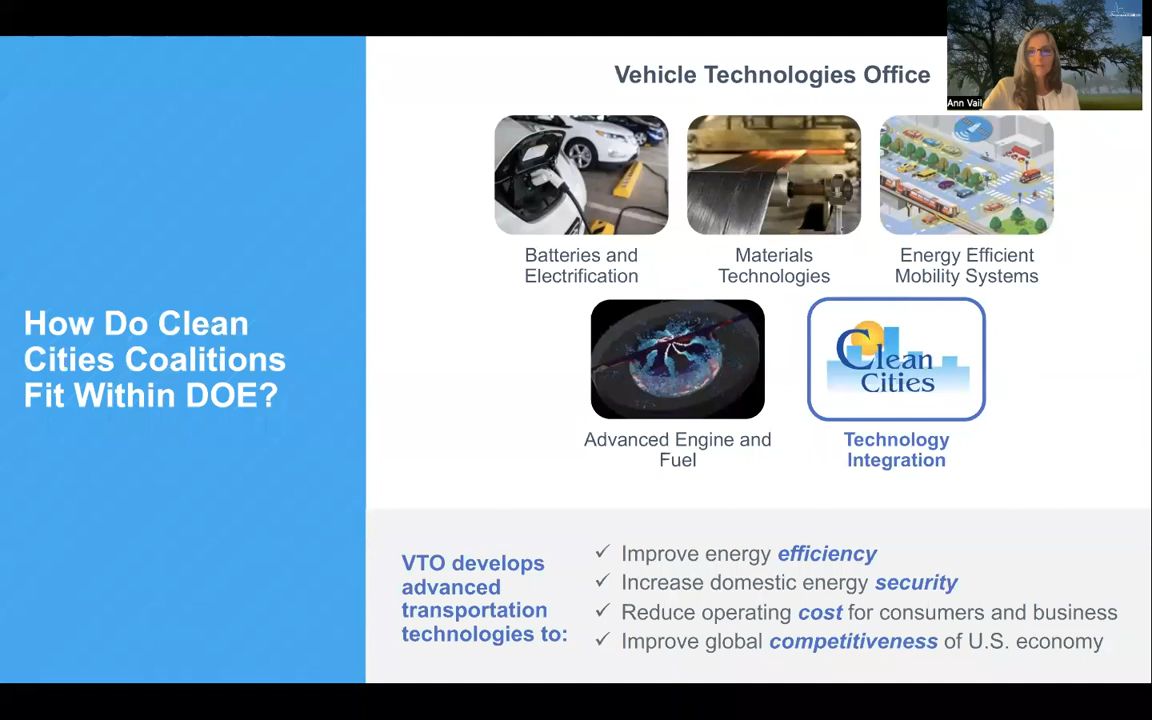 Vehicle Technologies Office
Ann Vail
Batteries and
Electrification
Materials
Technologies
Energy Efficient
Mobility Systems
How Do Clean
Cities Coalitions
Fit Within DOE?
Clean
Cities
Advanced Engine and
Fuel
Technology
Integration
VTO develops
advanced
transportation
technologies to:
✓ Improve energy efficiency
✓ Increase domestic energy security
✓ Reduce operating cost for consumers and business
✓ Improve global competitiveness of U.S. economy